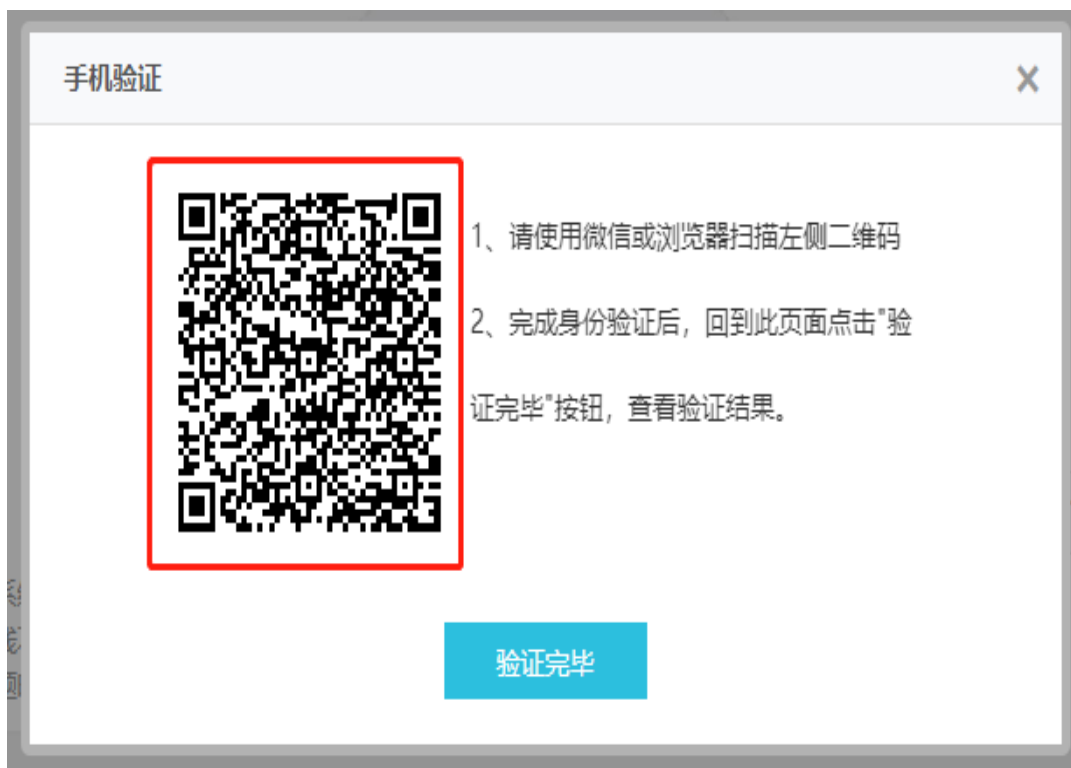 手机验证
1、请使用微信或浏览器扫描左侧二维码
2、完成身份验证后，回到此页面点击"验
证完毕"按钮，查看验证结果。
验证完毕